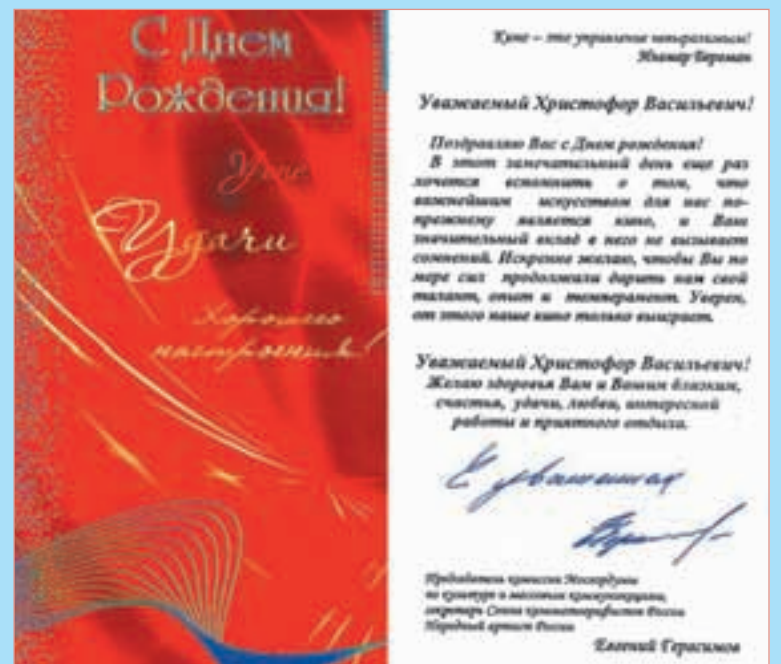 С Днем
Рождения!
Удачи
Хорошего
настроения!
Кино – это управление
Ингмар Бергман
Уважаемый Христофор Васильевич!
Поздравляю Вас с Днем рождения!
В этот замечательный день еще раз
хочется вспомнить о том, что
важнейшим искусством для нас по-
прежнему является кино, и Ваш
значительный вклад в него не вызывает
сомнений. Искренне желаю, чтобы Вы по
мере сил продолжали дарить нам свой
талант, опыт и темперамент. Уверен,
от этого наше кино только выиграет.
Уважаемый Христофор Васильевич!
Желаю здоровья Вам и Вашим близким,
счастья, удачи, любви, интересной
работы и приятного отдыха.
С уважением
Председатель комиссии Мосгордумы
по культуре и массовым коммуникациям,
секретарь Союза кинематографистов России
Народный артист России
Евгений Герасимов